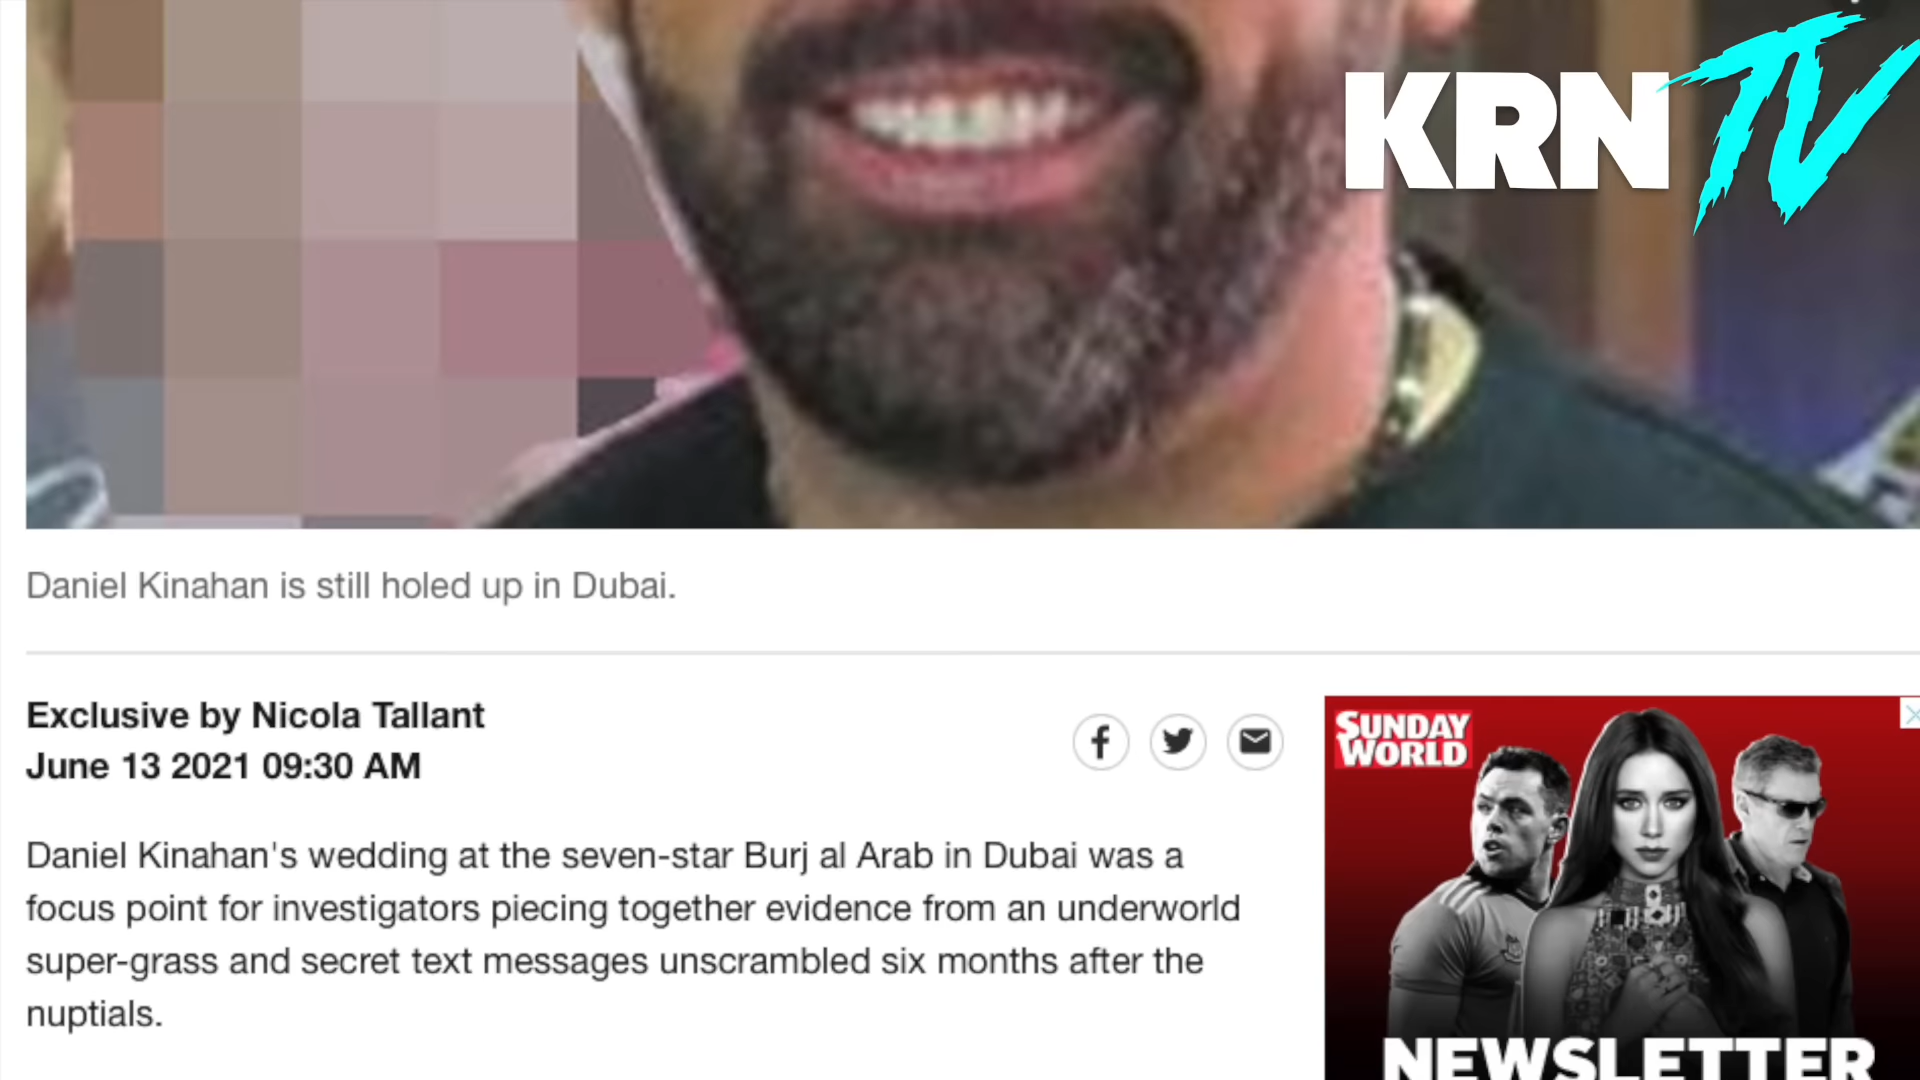 KRN TV
Daniel Kinahan is still holed up in Dubai.
Exclusive by Nicola Tallant
June 13 2021 09:30 AM
Daniel Kinahan's wedding at the seven-star Burj al Arab in Dubai was a
focus point for investigators piecing together evidence from an underworld
super-grass and secret text messages unscrambled six months after the
nuptials.
SUNDAY
WORLD
NEWSLETTER